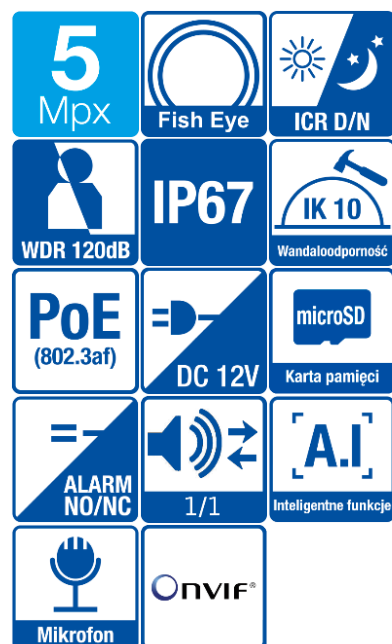 5
Mpx
Fish Eye
ICR D/N
WDR 120dB
IP67
IK 10
Wandaloodporność
PoE
(802.3af)
DC 12V
microSD
Karta pamięci
ALARM
NO/NC
1/1
A.I
Inteligentne funkcje
Mikrofon
ONVIF®